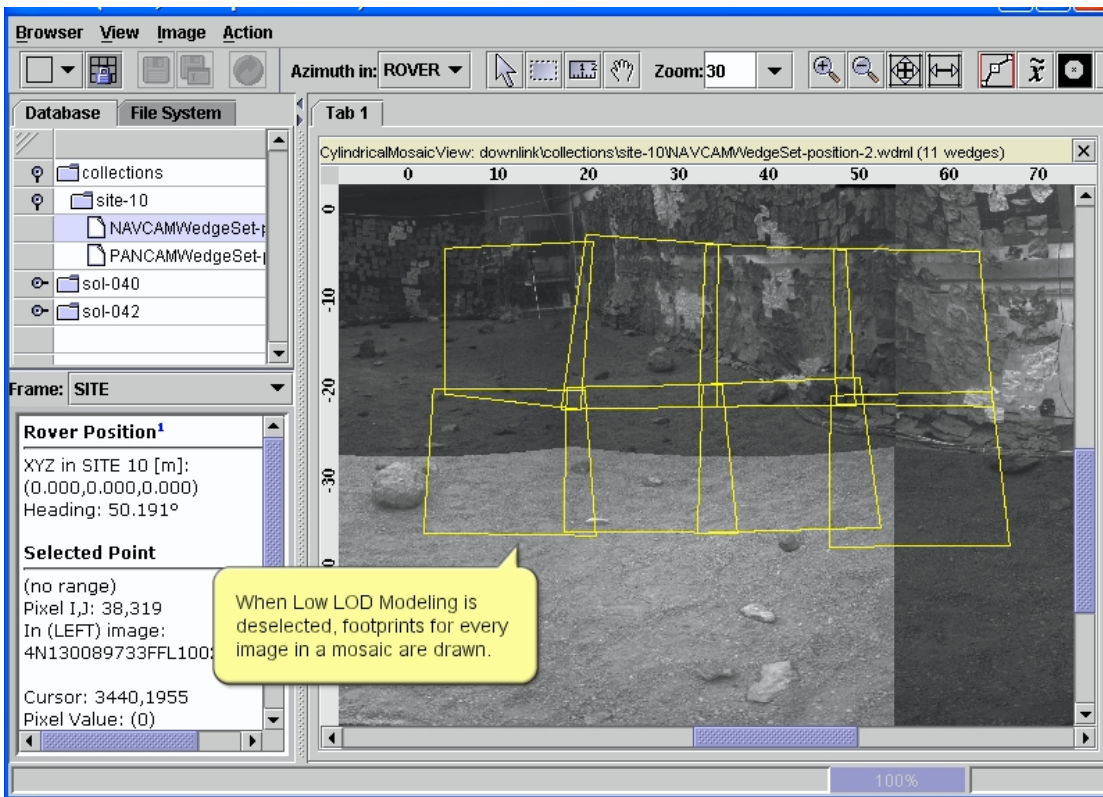 Browser View Image Action
Azimuth in: ROVER Zoom: 30
Database File System
collections
site-10
NAVCAMWedgeSet-p
PANCAMWedgeSet-p
sol-040
sol-042
Frame: SITE
Rover Position¹
XYZ in SITE 10 [m]:
(0.000,0.000,0.000)
Heading: 50.191º
Selected Point
(no range)
Pixel I,J: 38,319
In (LEFT) image:
4N130089733FFL100
Cursor: 3440,1955
Pixel Value: (0)
Tab 1
CylindricalMosaicView: downlink\collections\site-10\NAVCAMWedgeSet-position-2.wdml (11 wedges)
0 10 20 30 40 50 60 70
0
-10
-20
-30
When Low LOD Modeling is
deselected, footprints for every
image in a mosaic are drawn.
100%